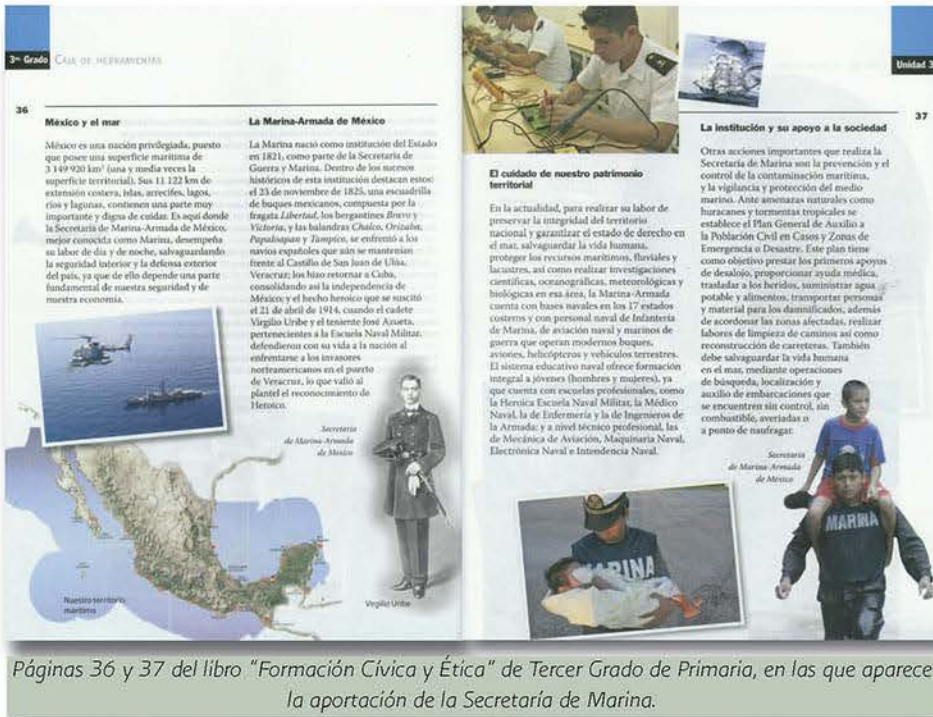 3er Grado CAJA DE HERRAMIENTAS
36
México y el mar
México es una nación privilegiada, puesto
que posee una superficie marítima de
3 149 920 km² (una y media veces la
superficie territorial). Sus 11 122 km de
extensión costera, islas, arrecifes, lagos,
ríos y lagunas, contienen una parte muy
importante y digna de cuidar. Es aquí donde
la Secretaría de Marina-Armada de México,
mejor conocida como Marina, desempeña
su labor de día y de noche, salvaguardando
la seguridad interior y la defensa exterior
del país, ya que de ello depende una parte
fundamental de nuestra seguridad y de
nuestra economía.
Nuestro territorio
marítimo
La Marina-Armada de México
La Marina nació como institución del Estado
en 1821, como parte de la Secretaría de
Guerra y Marina. Dentro de los sucesos
históricos de esta institución destacan estos:
el 23 de noviembre de 1825, una escuadrilla
de buques mexicanos, compuesta por la
fragata Libertad, los bergantines Bravo y
Victoria, y las balandras Chalco, Orizaba,
Papaloapan y Tampico, se enfrentó a los
navíos españoles que aún se mantenían
frente al Castillo de San Juan de Ulúa,
Veracruz; los hizo retornar a Cuba,
consolidando así la independencia de
México; y el hecho heroico que se suscitó
el 21 de abril de 1914, cuando el cadete
Virgilio Uribe y el teniente José Azueta,
pertenecientes a la Escuela Naval Militar,
defendieron con su vida a la nación al
enfrentarse a los invasores
norteamericanos en el puerto
de Veracruz, lo que valió al
plantel el reconocimiento de
Heroico.
Secretaría
de Marina-Armada
de México
Virgilio Uribe
Unidad 3
37
El cuidado de nuestro patrimonio
territorial
En la actualidad, para realizar su labor de
preservar la integridad del territorio
nacional y garantizar el estado de derecho en
el mar, salvaguardar la vida humana,
proteger los recursos marítimos, fluviales y
lacustres, así como realizar investigaciones
científicas, oceanográficas, meteorológicas y
biológicas en esa área, la Marina-Armada
cuenta con bases navales en los 17 estados
costeros y con personal naval de Infantería
de Marina, de aviación naval y marinos de
guerra que operan modernos buques,
aviones, helicópteros y vehículos terrestres.
El sistema educativo naval ofrece formación
integral a jóvenes (hombres y mujeres), ya
que cuenta con escuelas profesionales, como
la Heroica Escuela Naval Militar, la Médico
Naval, la de Enfermería y la de Ingenieros de
la Armada; y a nivel técnico profesional, las
de Mecánica de Aviación, Maquinaria Naval,
Electrónica Naval e Intendencia Naval.
MARINA
La institución y su apoyo a la sociedad
Otras acciones importantes que realiza la
Secretaría de Marina son la prevención y el
control de la contaminación marítima,
y la vigilancia y protección del medio
marino. Ante amenazas naturales como
huracanes y tormentas tropicales se
establece el Plan General de Auxilio a
la Población Civil en Casos y Zonas de
Emergencia o Desastre. Este plan tiene
como objetivo prestar los primeros apoyos
de desalojo, proporcionar ayuda médica,
trasladar a los heridos, suministrar agua
potable y alimentos, transportar personas
y material para los damnificados, además
de acordonar las zonas afectadas, realizar
labores de limpieza de caminos así como
reconstrucción de carreteras. También
debe salvaguardar la vida humana
en el mar, mediante operaciones
de búsqueda, localización y
auxilio de embarcaciones que
se encuentren sin control, sin
combustible, averiadas o
a punto de naufragar.
Secretaría
de Marina-Armada
de México
MARINA
Páginas 36 y 37 del libro "Formación Cívica y Ética" de Tercer Grado de Primaria, en las que aparece
la aportación de la Secretaría de Marina.